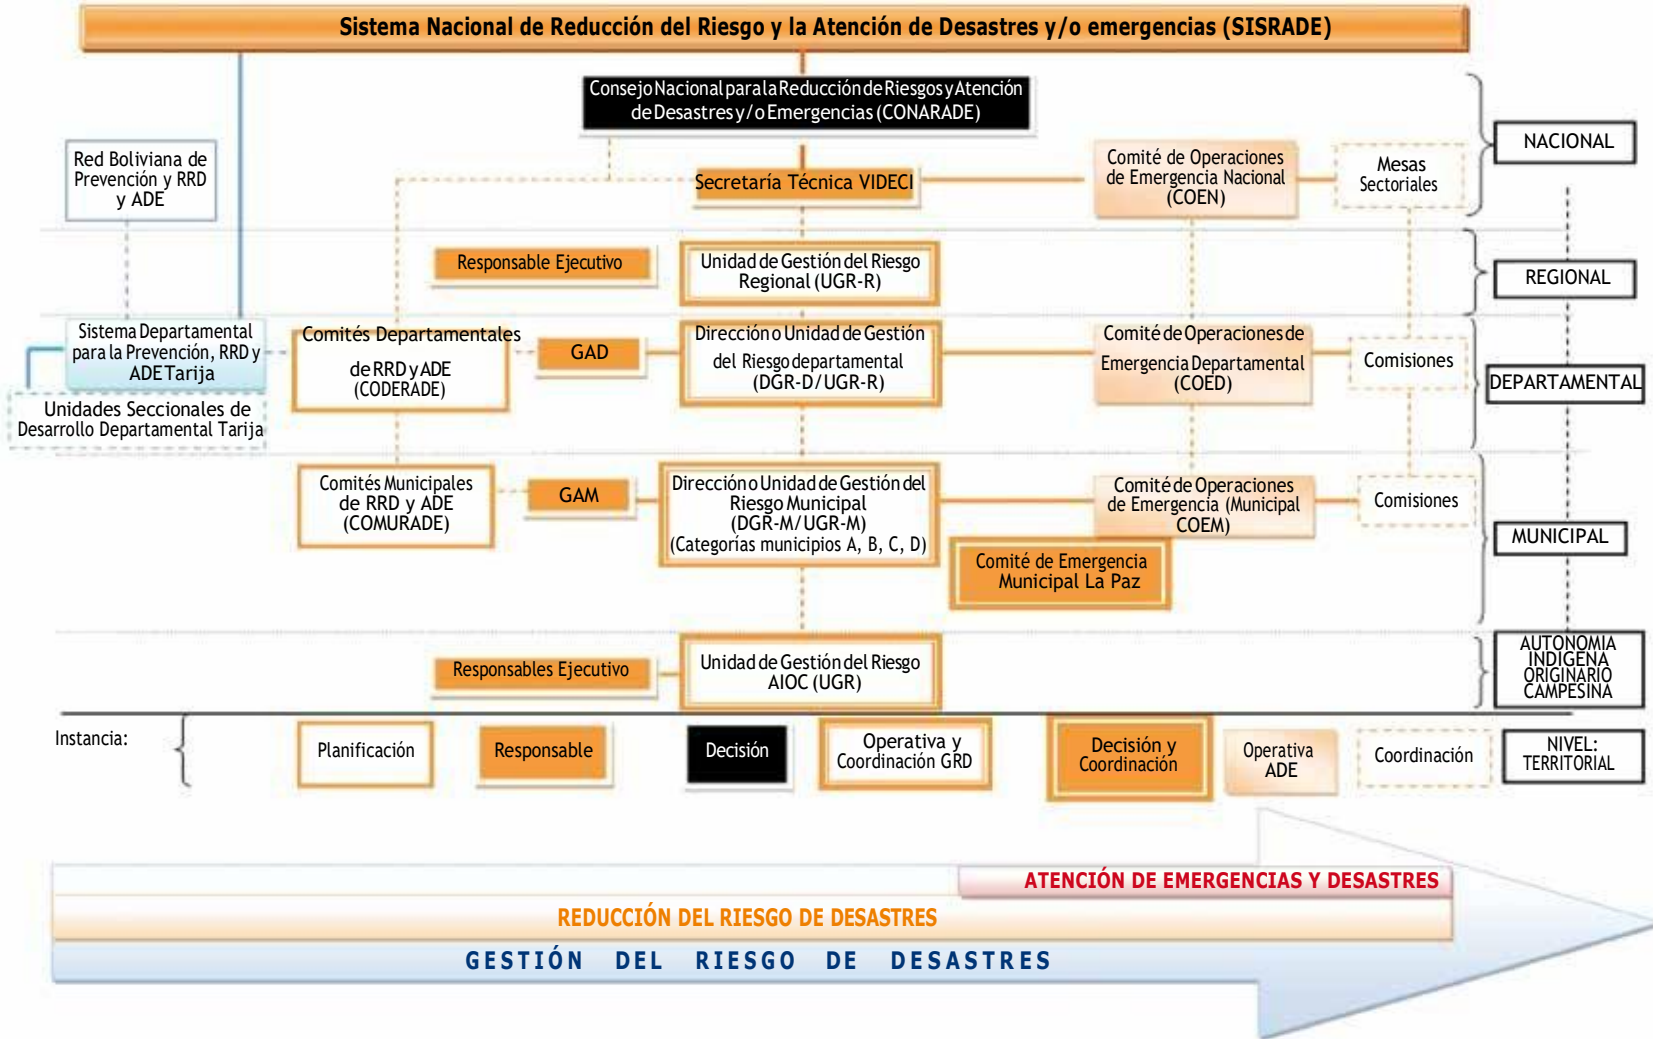 Sistema Nacional de Reducción del Riesgo y la Atención de Desastres y/o emergencias (SISRADE)
Consejo Nacional para la Reducción de Riesgos y Atención
de Desastres y/o Emergencias (CONARADE)
NACIONAL
Red Boliviana de
Prevención y RRD
y ADE
Secretaría Técnica VIDECI
Comité de Operaciones
de Emergencia Nacional
(COEN)
Mesas
Sectoriales
Responsable Ejecutivo
Unidad de Gestión del Riesgo
Regional (UGR-R)
REGIONAL
Sistema Departamental
para la Prevención, RRD y
ADE Tarija
Unidades Seccionales de
Desarrollo Departamental Tarija
Comités Departamentales
de RRD y ADE
(CODERADE)
GAD
Dirección o Unidad de Gestión
del Riesgo departamental
(DGR-D/UGR-R)
Comité de Operaciones de
Emergencia Departamental
(COED)
Comisiones
DEPARTAMENTAL
Comités Municipales
de RRD y ADE
(COMURADE)
GAM
Dirección o Unidad de Gestión del
Riesgo Municipal
(DGR-M/UGR-M)
(Categorías municipios A, B, C, D)
Comité de Operaciones
de Emergencia (Municipal
COEM)
Comisiones
Comité de Emergencia
Municipal La Paz
MUNICIPAL
Responsables Ejecutivo
Unidad de Gestión del Riesgo
AIOC (UGR)
AUTONOMIA
INDIGENA
ORIGINARIO
CAMPESINA
Instancia:
Planificación
Responsable
Decisión
Operativa y
Coordinación GRD
Decisión y
Coordinación
Operativa
ADE
Coordinación
NIVEL:
TERRITORIAL
ATENCIÓN DE EMERGENCIAS Y DESASTRES
REDUCCIÓN DEL RIESGO DE DESASTRES
GESTIÓN DEL RIESGO DE DESASTRES